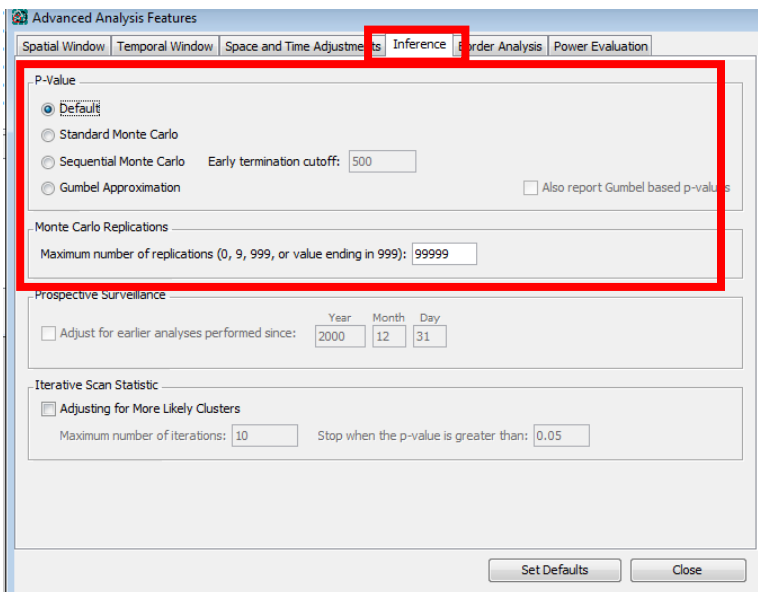 Advanced Analysis Features
Spatial Window Temporal Window Space and Time Adjustments Inference Border Analysis Power Evaluation
P-Value
Default
Standard Monte Carlo
Sequential Monte Carlo Early termination cutoff: 500
Gumbel Approximation Also report Gumbel based p-values
Monte Carlo Replications
Maximum number of replications (0, 9, 999, or value ending in 999): 99999
Prospective Surveillance
Year Month Day
Adjust for earlier analyses performed since: 2000 12 31
Iterative Scan Statistic
Adjusting for More Likely Clusters
Maximum number of iterations: 10 Stop when the p-value is greater than: 0.05
Set Defaults Close